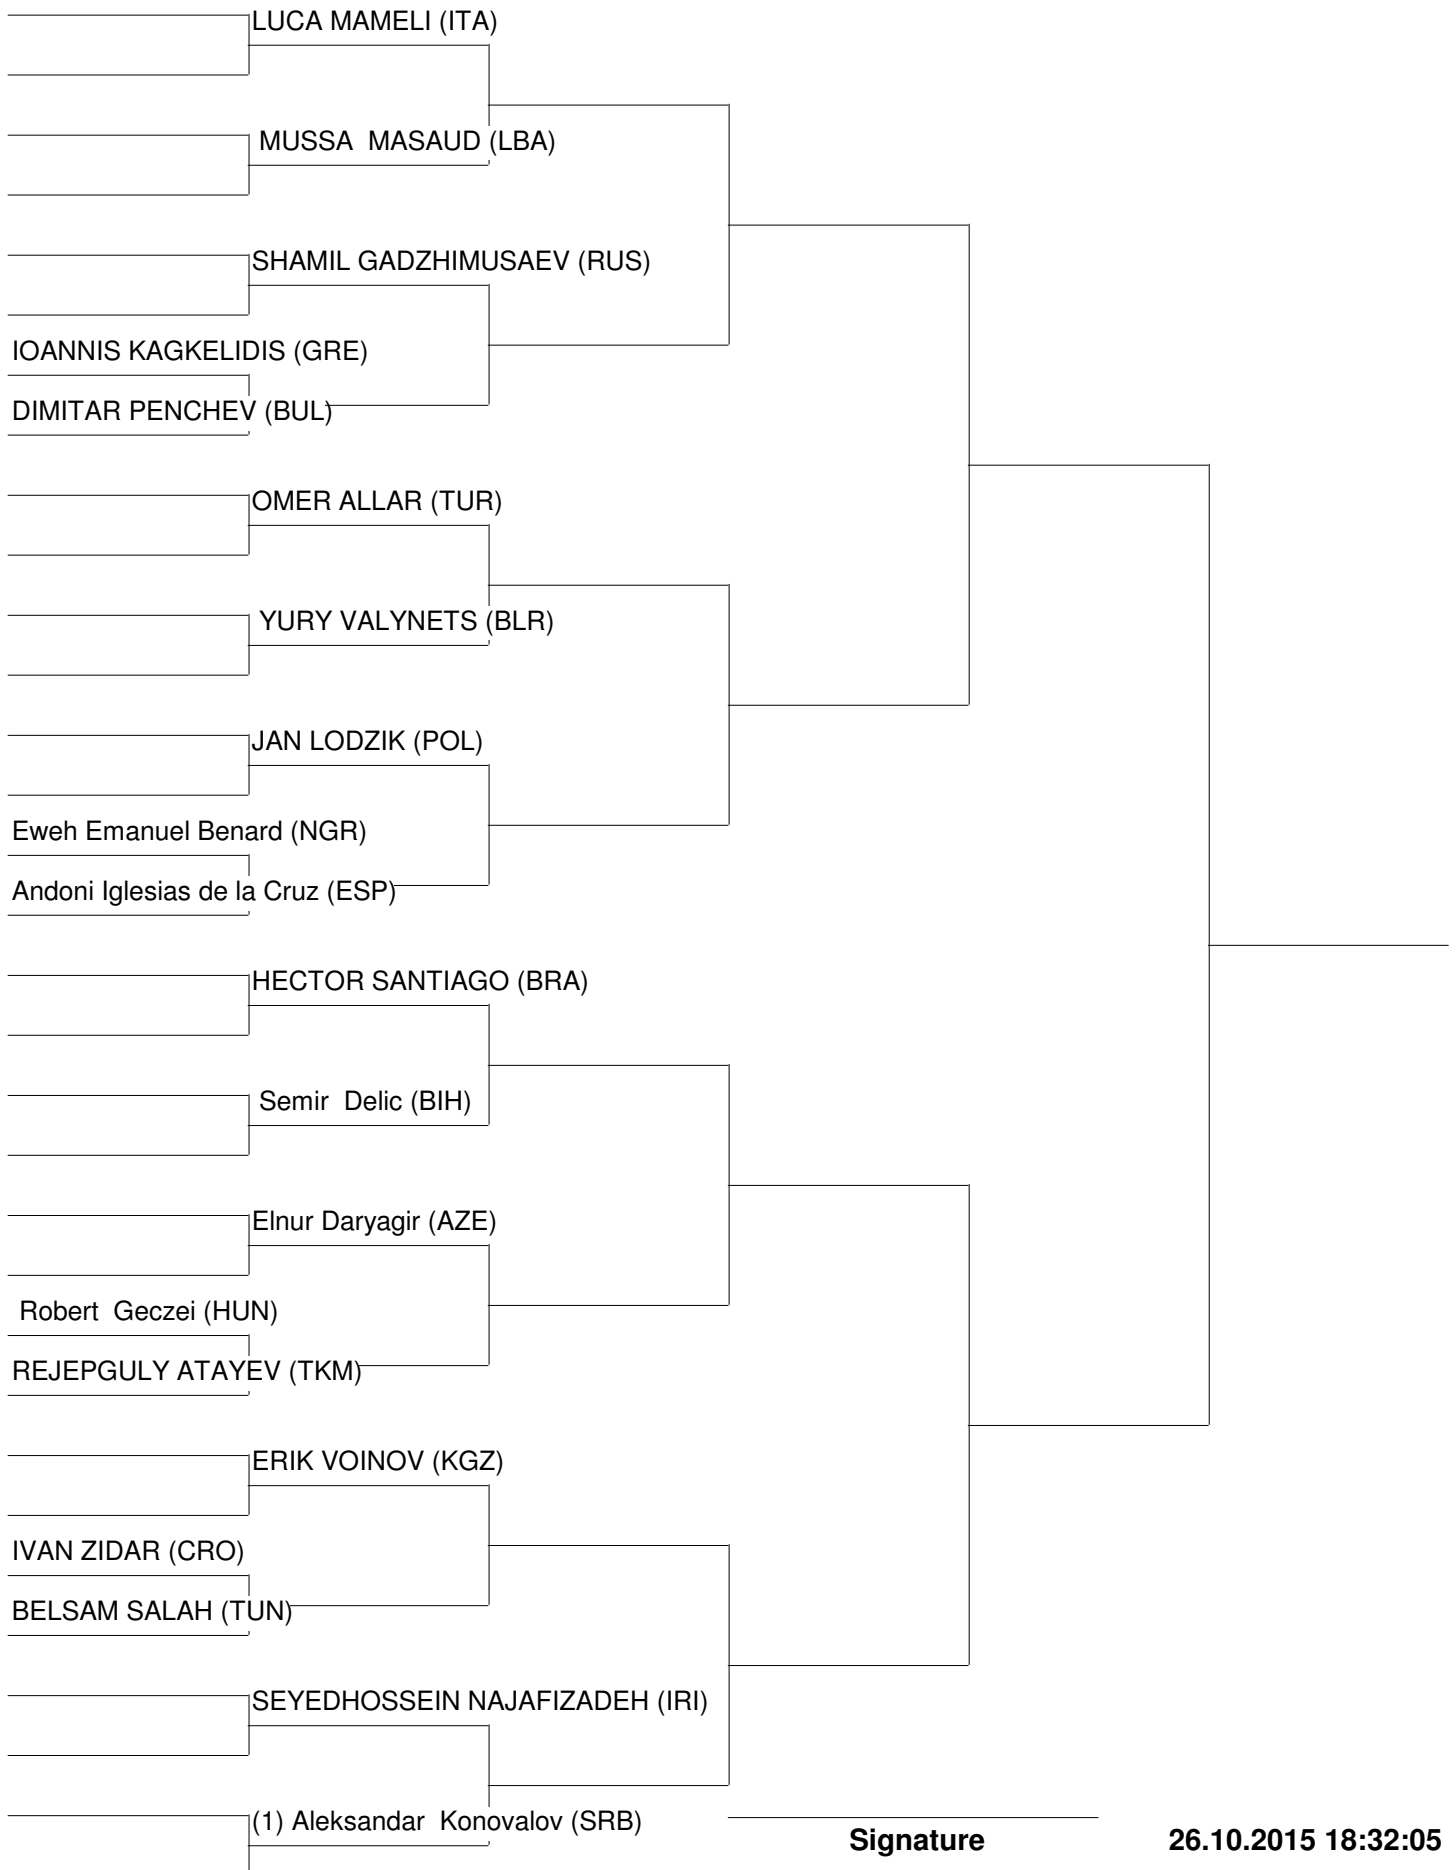 LUCA MAMELI (ITA)
MUSSA  MASAUD (LBA)
SHAMIL GADZHIMUSAEV (RUS)
IOANNIS KAGKELIDIS (GRE)
DIMITAR PENCHEV (BUL)
OMER ALLAR (TUR)
YURY VALYNETS (BLR)
JAN LODZIK (POL)
Eweh Emanuel Benard (NGR)
Andoni Iglesias de la Cruz (ESP)
HECTOR SANTIAGO (BRA)
Semir  Delic (BIH)
Elnur Daryagir (AZE)
Robert  Geczei (HUN)
REJEPGULY ATAYEV (TKM)
ERIK VOINOV (KGZ)
IVAN ZIDAR (CRO)
BELSAM SALAH (TUN)
SEYEDHOSSEIN NAJAFIZADEH (IRI)
(1) Aleksandar  Konovalov (SRB)
Signature
26.10.2015 18:32:05